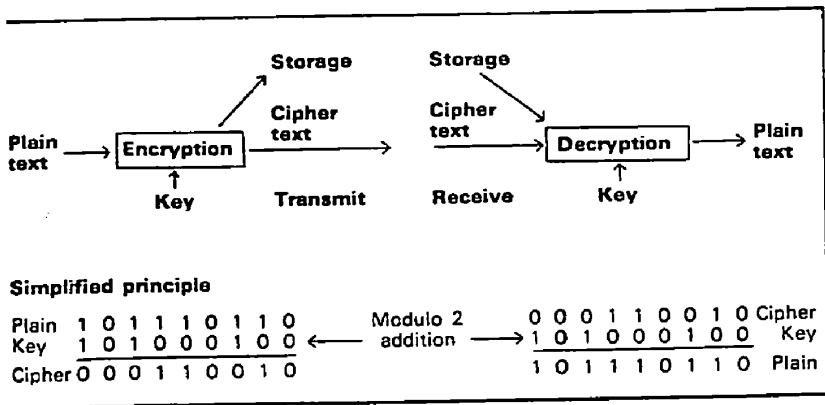 Storage
Storage
Plain text
Encryption
Cipher text
Cipher text
Decryption
Plain text
Key
Transmit
Receive
Key
Simplified principle
Plain 1 0 1 1 1 0 1 1 0
Key 1 0 1 0 0 0 1 0 0
Cipher 0 0 0 1 1 0 0 1 0
Modulo 2
addition
0 0 0 1 1 0 0 1 0 Cipher
1 0 1 0 0 0 1 0 0 Key
1 0 1 1 1 0 1 1 0 Plain